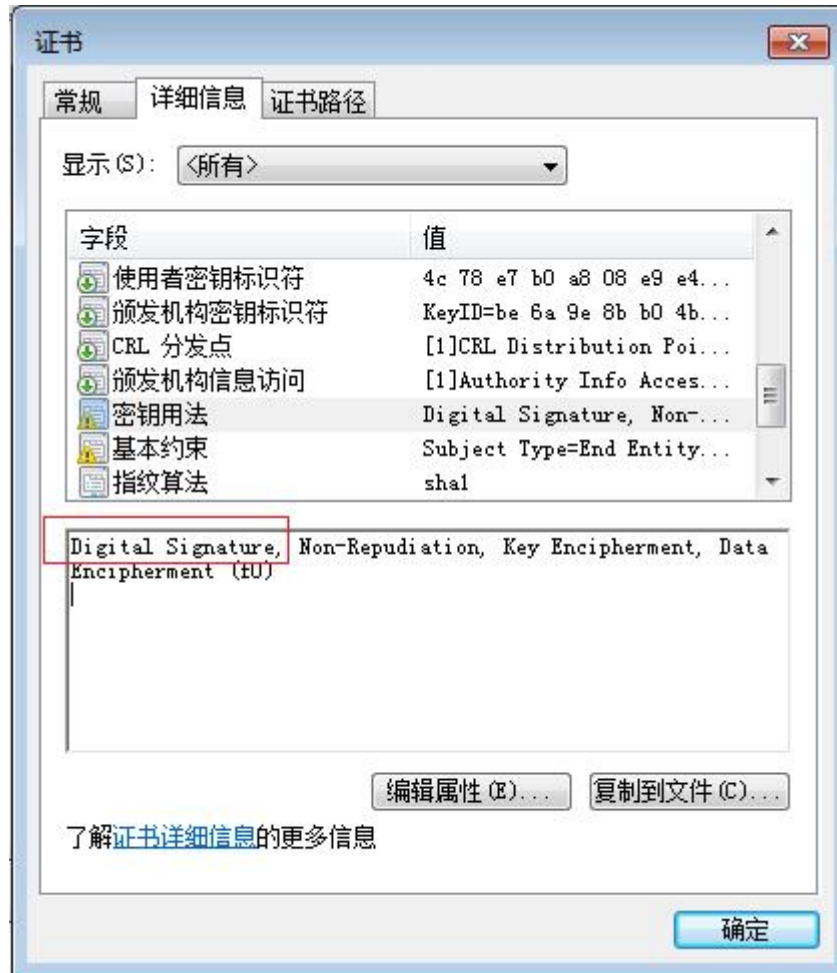 证书
常规 详细信息 证书路径
显示(S): <所有>
字段 值
使用者密钥标识符 4c 78 e7 b0 a8 08 e9 e4...
颁发机构密钥标识符 KeyID=be 6a 9e 8b b0 4b...
CRL 分发点 [1]CRL Distribution Poi...
颁发机构信息访问 [1]Authority Info Acces...
密钥用法 Digital Signature, Non-...
基本约束 Subject Type=End Entity...
指纹算法 sha1
Digital Signature, Non-Repudiation, Key Encipherment, Data
Encipherment (f0)
编辑属性(E)... 复制到文件(C)...
了解证书详细信息的更多信息
确定